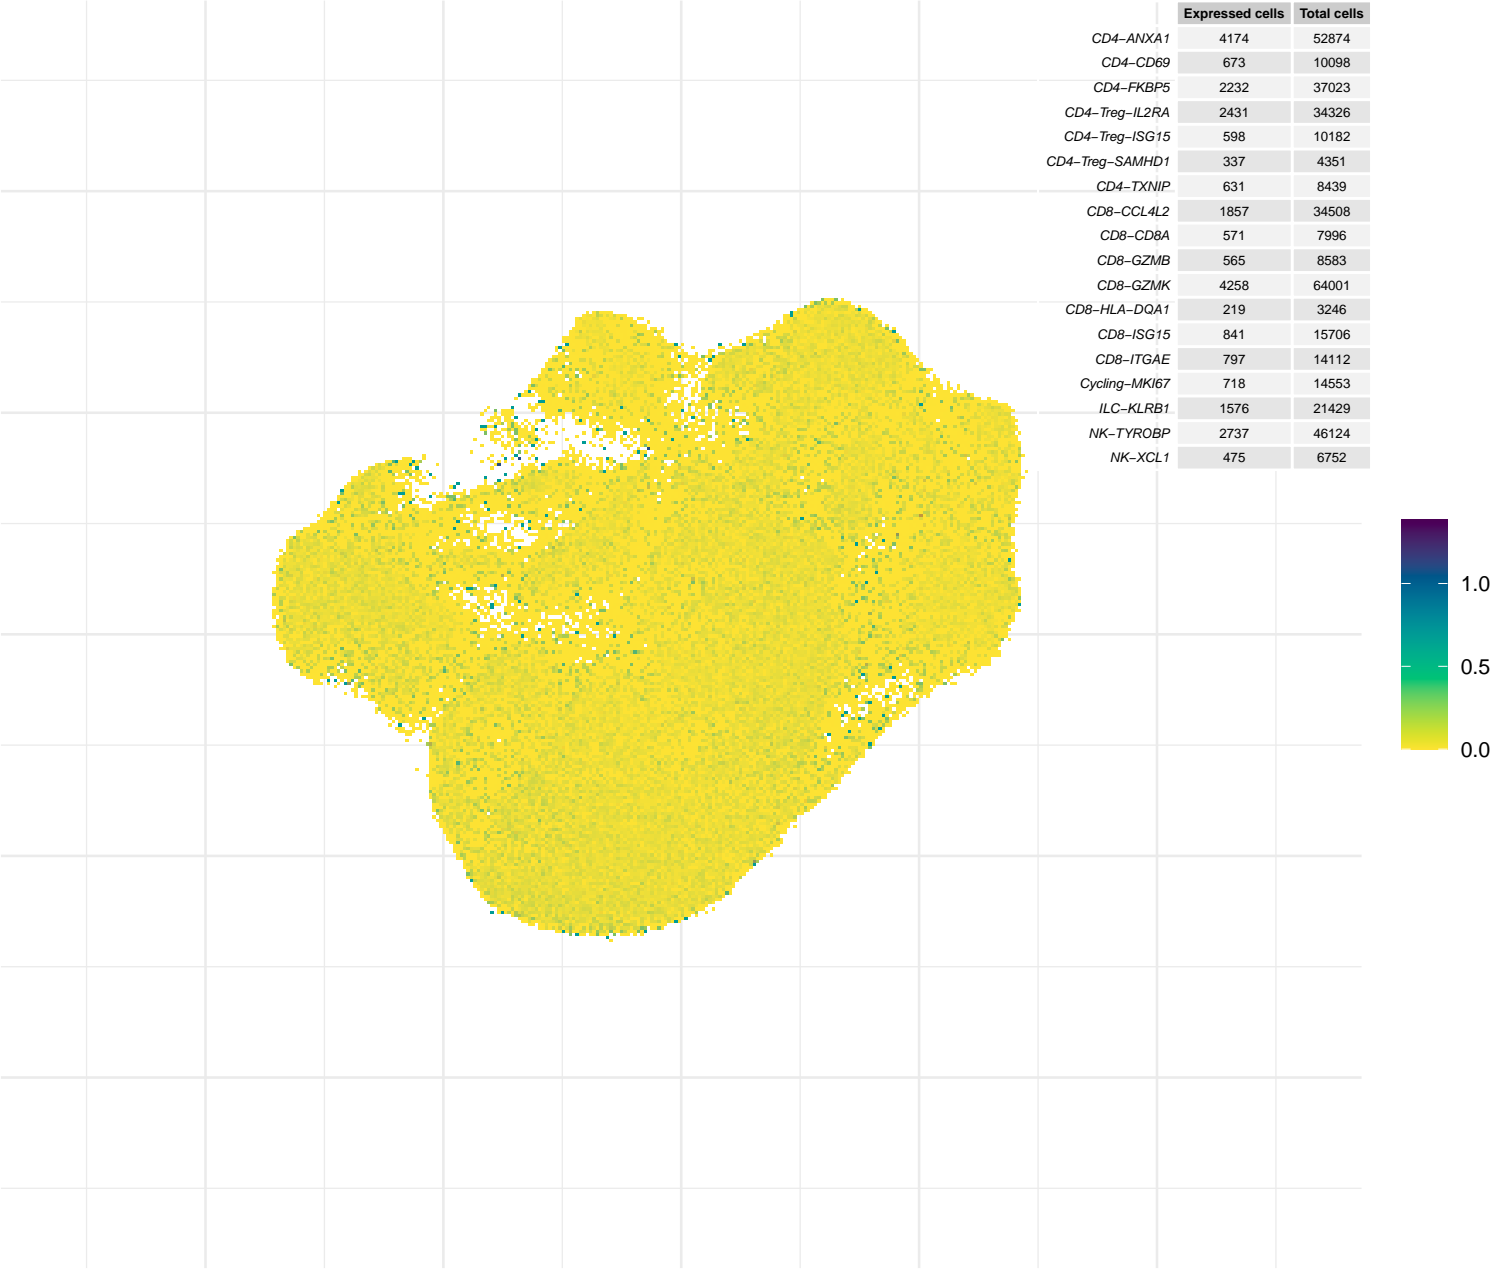 Expressed cells Total cells
CD4−ANXA1 4174 52874
CD4−CD69 673 10098
CD4−FKBP5 2232 37023
CD4−Treg−IL2RA 2431 34326
CD4−Treg−ISG15 598 10182
CD4−Treg−SAMHD1 337 4351
CD4−TXNIP 631 8439
CD8−CCL4L2 1857 34508
CD8−CD8A 571 7996
CD8−GZMB 565 8583
CD8−GZMK 4258 64001
CD8−HLA−DQA1 219 3246
CD8−ISG15 841 15706
CD8−ITGAE 797 14112
Cycling−MKI67 718 14553
ILC−KLRB1 1576 21429
NK−TYROBP 2737 46124
NK−XCL1 475 6752
1.0
0.5
0.0